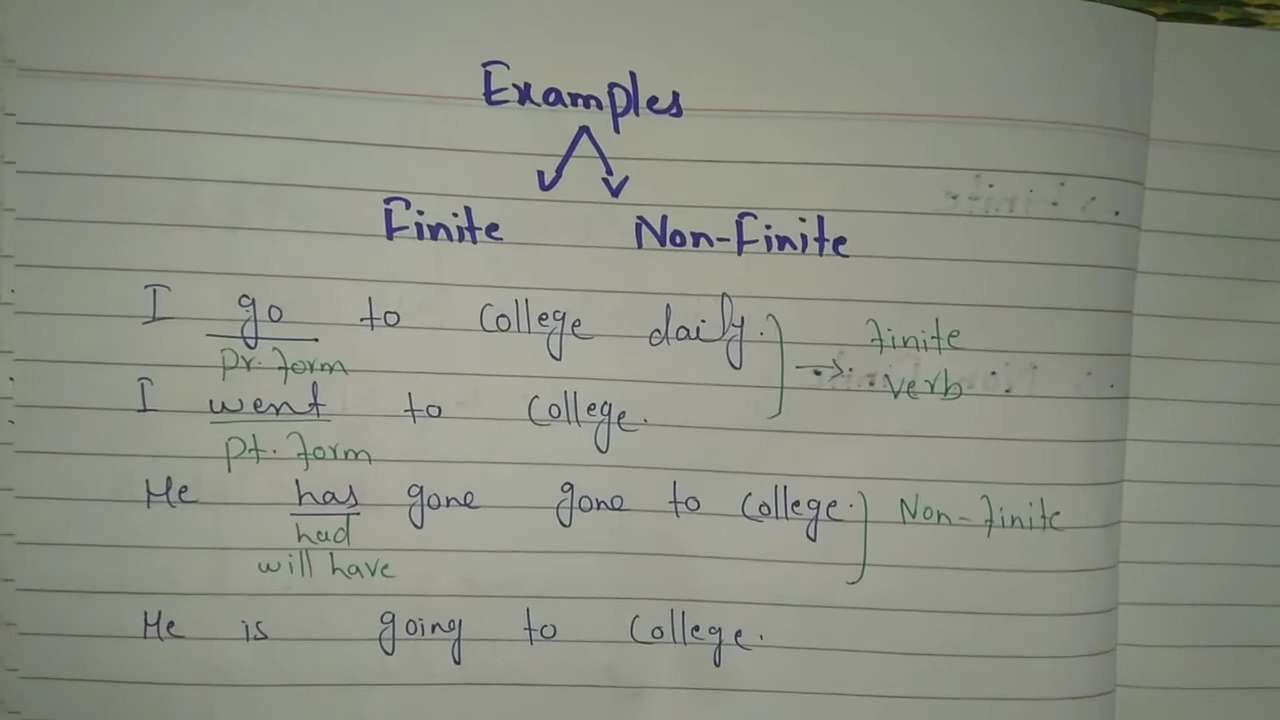 Examples
Finite Non-Finite
I go to College daily. → finite
pr. form verb
I went to College.
pt. form
He has gone gone to College. Non-finite
had
will have
He is going to College.